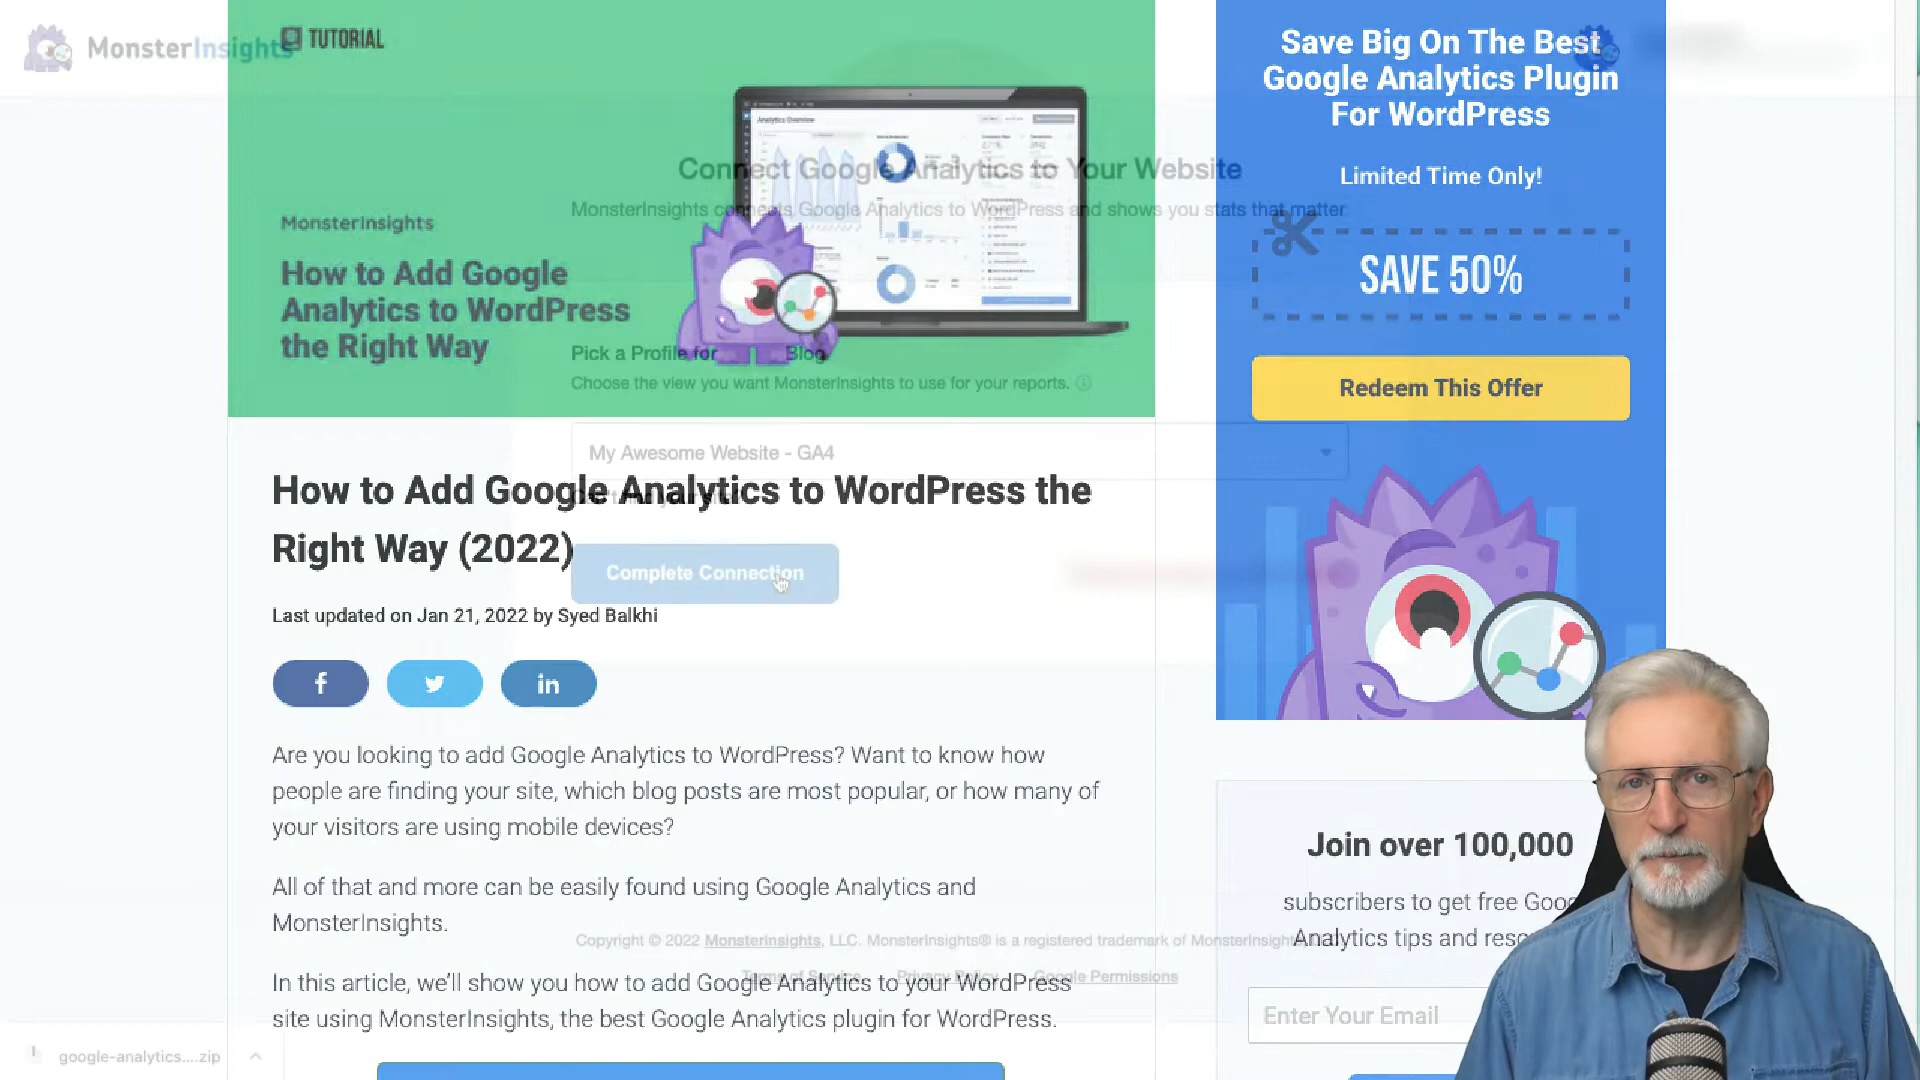 MonsterInsights
TUTORIAL
MonsterInsights
How to Add Google
Analytics to WordPress
the Right Way
Analytics Overview
Connect Google Analytics to Your Website
MonsterInsights connects Google Analytics to WordPress and shows you stats that matter.
Pick a Profile for
Blog
Choose the view you want MonsterInsights to use for your reports.
My Awesome Website - GA4
How to Add Google Analytics to WordPress the
Right Way (2022)
Complete Connection
Last updated on Jan 21, 2022 by Syed Balkhi
f
in
Are you looking to add Google Analytics to WordPress? Want to know how
people are finding your site, which blog posts are most popular, or how many of
your visitors are using mobile devices?
All of that and more can be easily found using Google Analytics and
MonsterInsights.
Copyright © 2022 MonsterInsights, LLC. MonsterInsights® is a registered trademark of MonsterInsights
Terms of Service Privacy Policy Google Permissions
In this article, we'll show you how to add Google Analytics to your WordPress
site using MonsterInsights, the best Google Analytics plugin for WordPress.
google-analytics....zip
Save Big On The Best
Google Analytics Plugin
For WordPress
Limited Time Only!
SAVE 50%
Redeem This Offer
Join over 100,000
subscribers to get free
Analytics tips and
Enter Your Email